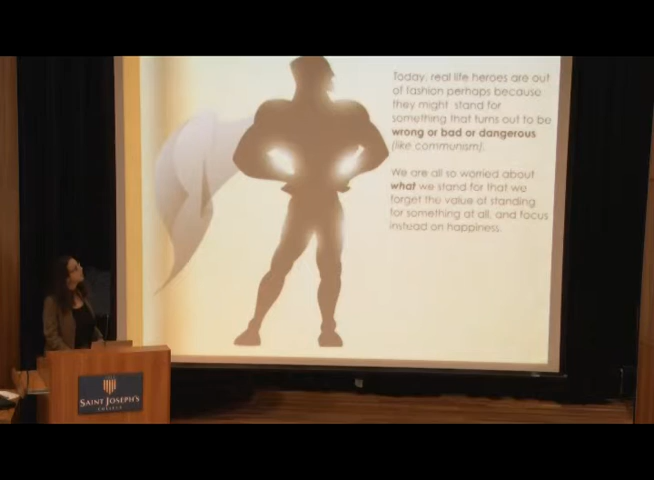 Today, real life heroes are out
of fashion perhaps because
they might stand for
something that turns out to be
wrong or bad or dangerous
(like communism).
We are all so worried about
what we stand for that we
forget the value of standing
for something at all, and focus
instead on happiness.
SAINT JOSEPH'S
COLLEGE